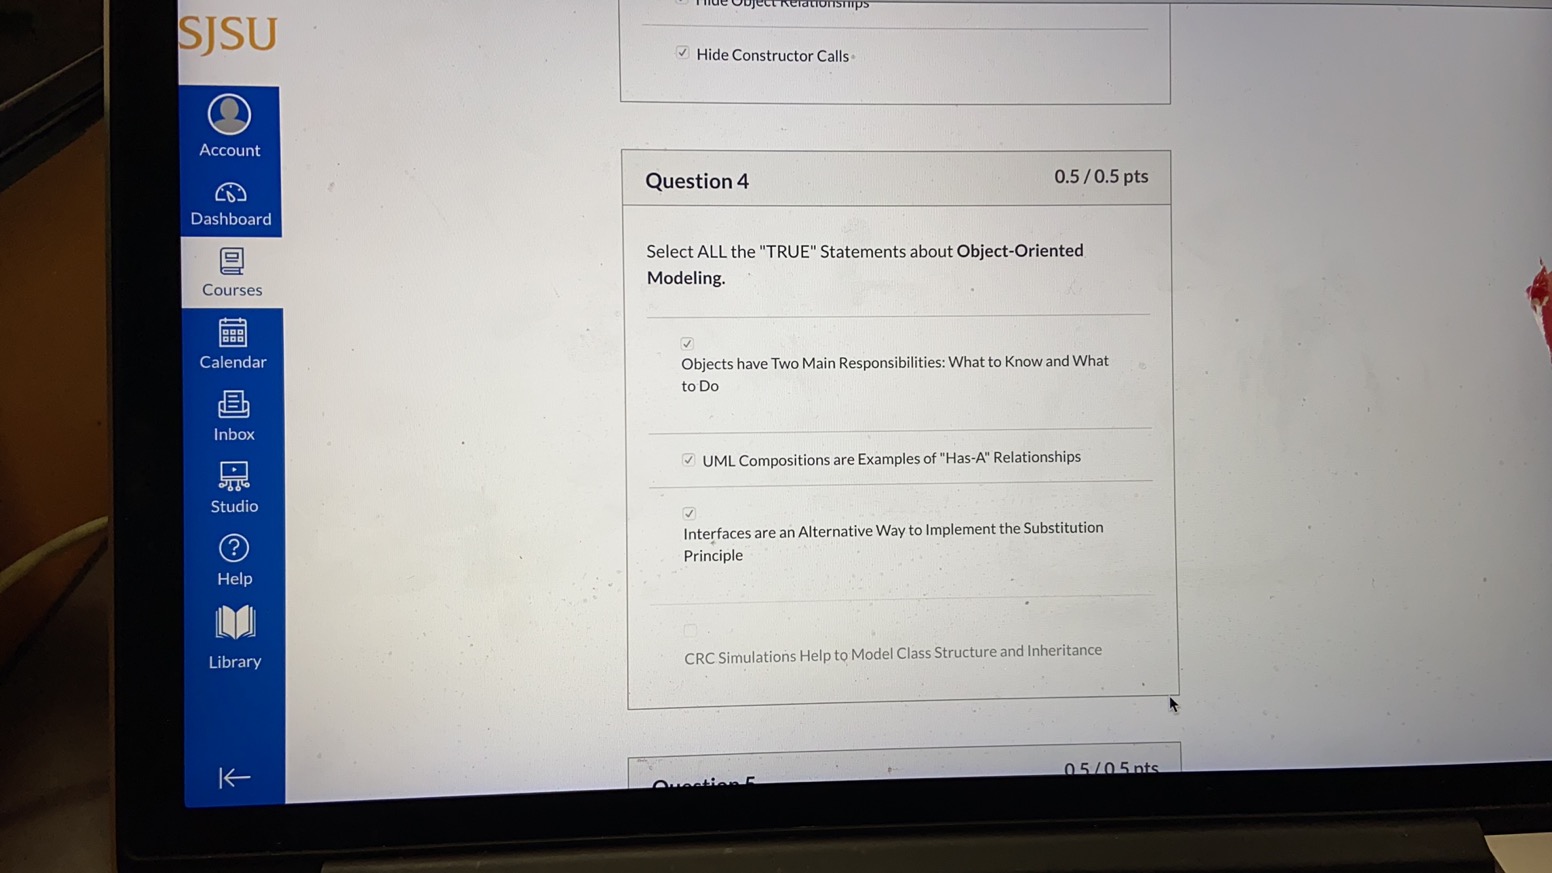 SJSU
Account
Dashboard
Courses
Calendar
Inbox
Studio
Help
Library
Hide Object Relationships
Hide Constructor Calls
Question 4
0.5 / 0.5 pts
Select ALL the "TRUE" Statements about Object-Oriented
Modeling.
Objects have Two Main Responsibilities: What to Know and What
to Do
UML Compositions are Examples of "Has-A" Relationships
Interfaces are an Alternative Way to Implement the Substitution
Principle
CRC Simulations Help to Model Class Structure and Inheritance
Question 5
0.5 / 0.5 pts